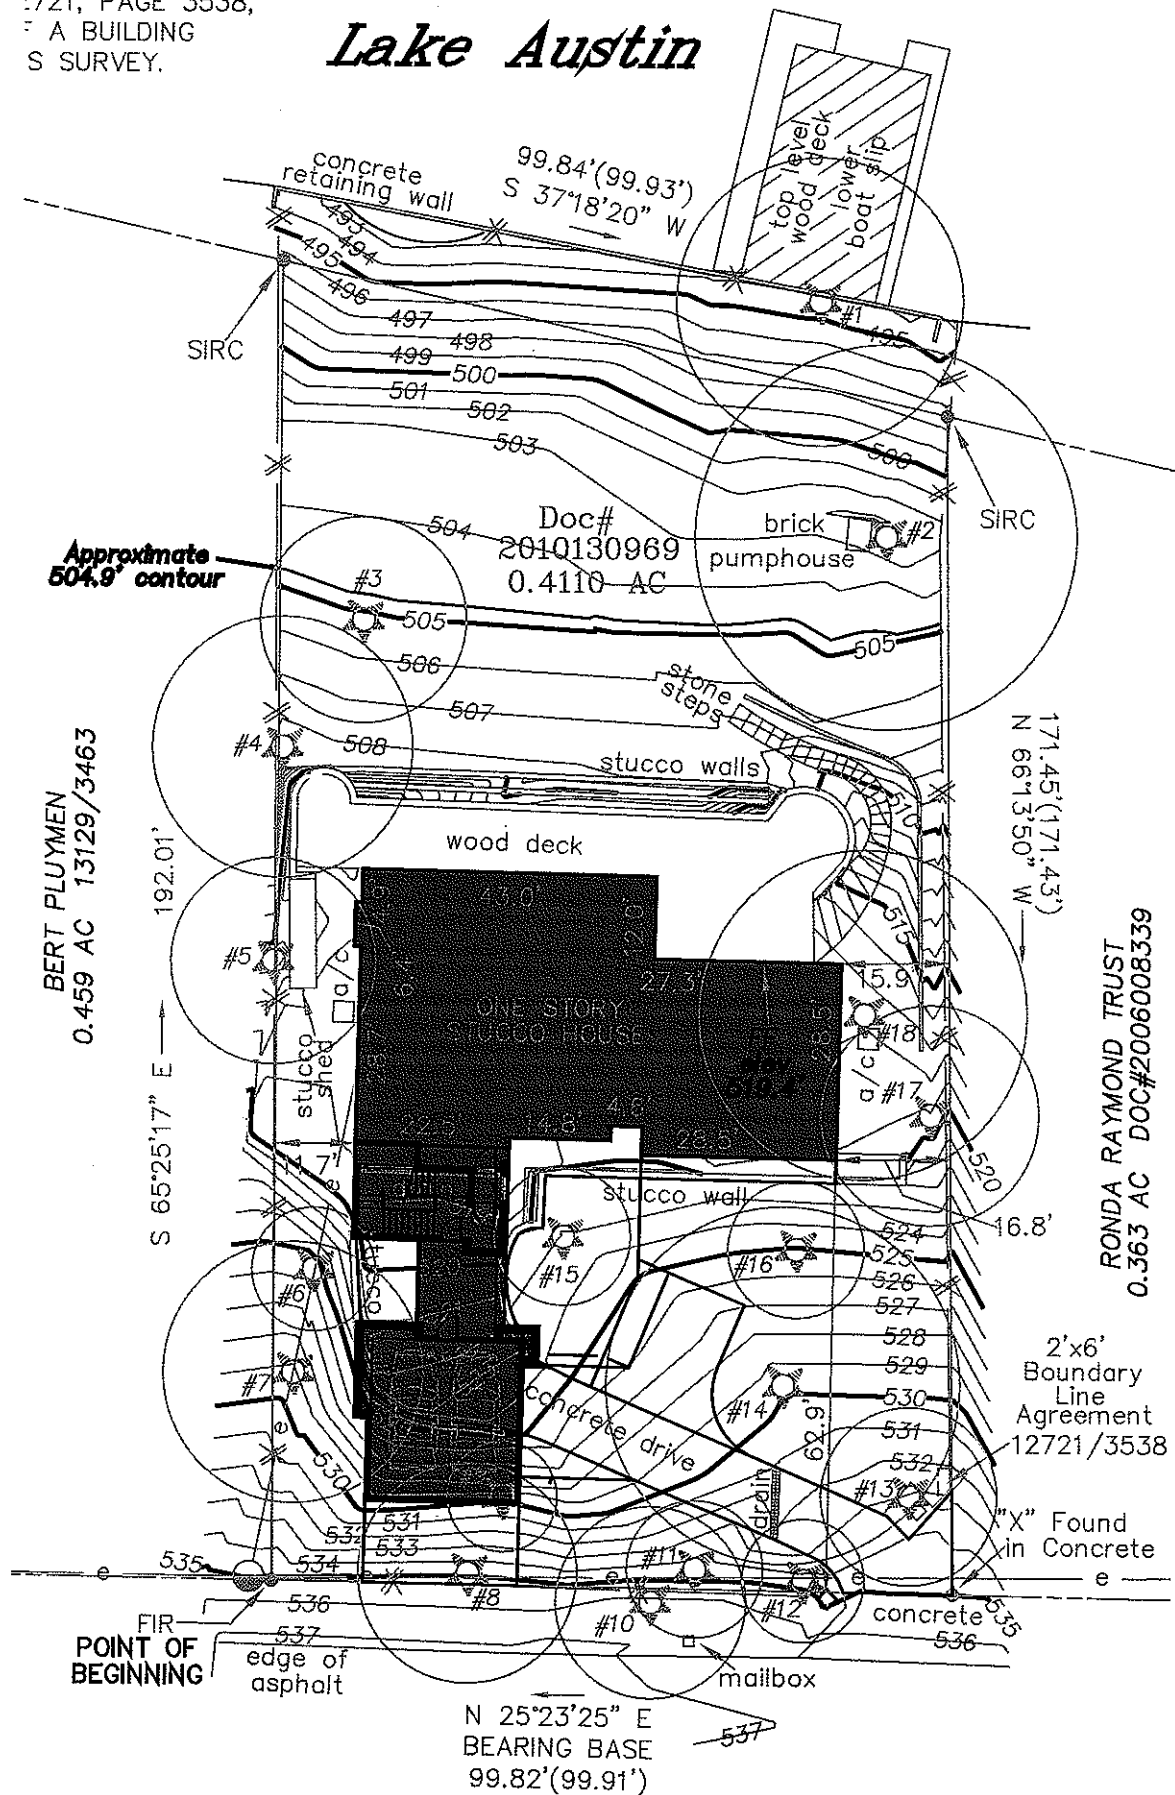 PAGE 3538,
A BUILDING
S SURVEY.
Lake Austin
concrete
retaining wall
99.84'(99.93')
S 37°18'20" W
top level
wood deck
lower
boat slip
493
494
495
496
497
498
499
500
501
502
503
504
SIRC
#1
495
500
SIRC
Doc#
2010130969
0.4110 AC
brick
pumphouse
#2
Approximate
504.9' contour
#3
505
505
506
507
508
#4
stone
steps
stucco walls
510
wood deck
515
BERT PLUYMEN
0.459 AC 13129/3463
S 65°25'17" E
192.01'
171.45'(171.43')
N 66°13'50" W
RONDA RAYMOND TRUST
0.363 AC DOC#2006008339
#5
a/c
stucco
shed
43.0'
12.0'
27.3'
ONE STORY
STUCCO HOUSE
15.9'
#18
a/c
#17
14.8'
4.6'
28.5'
11.7'
520
16.8'
stucco wall
524
525
526
527
528
529
530
531
532
#15
#16
e
#6
#7
e
#14
62.9'
concrete drive
drain
#13
2'x6'
Boundary
Line
Agreement
12721/3538
"X" Found
in Concrete
530
531
532
533
534
535
e
e
e
e
#8
#10
#11
#12
concrete
535
536
536
537
FIR
POINT OF
BEGINNING
edge of
asphalt
mailbox
N 25°23'25" E
BEARING BASE
99.82'(99.91')
537